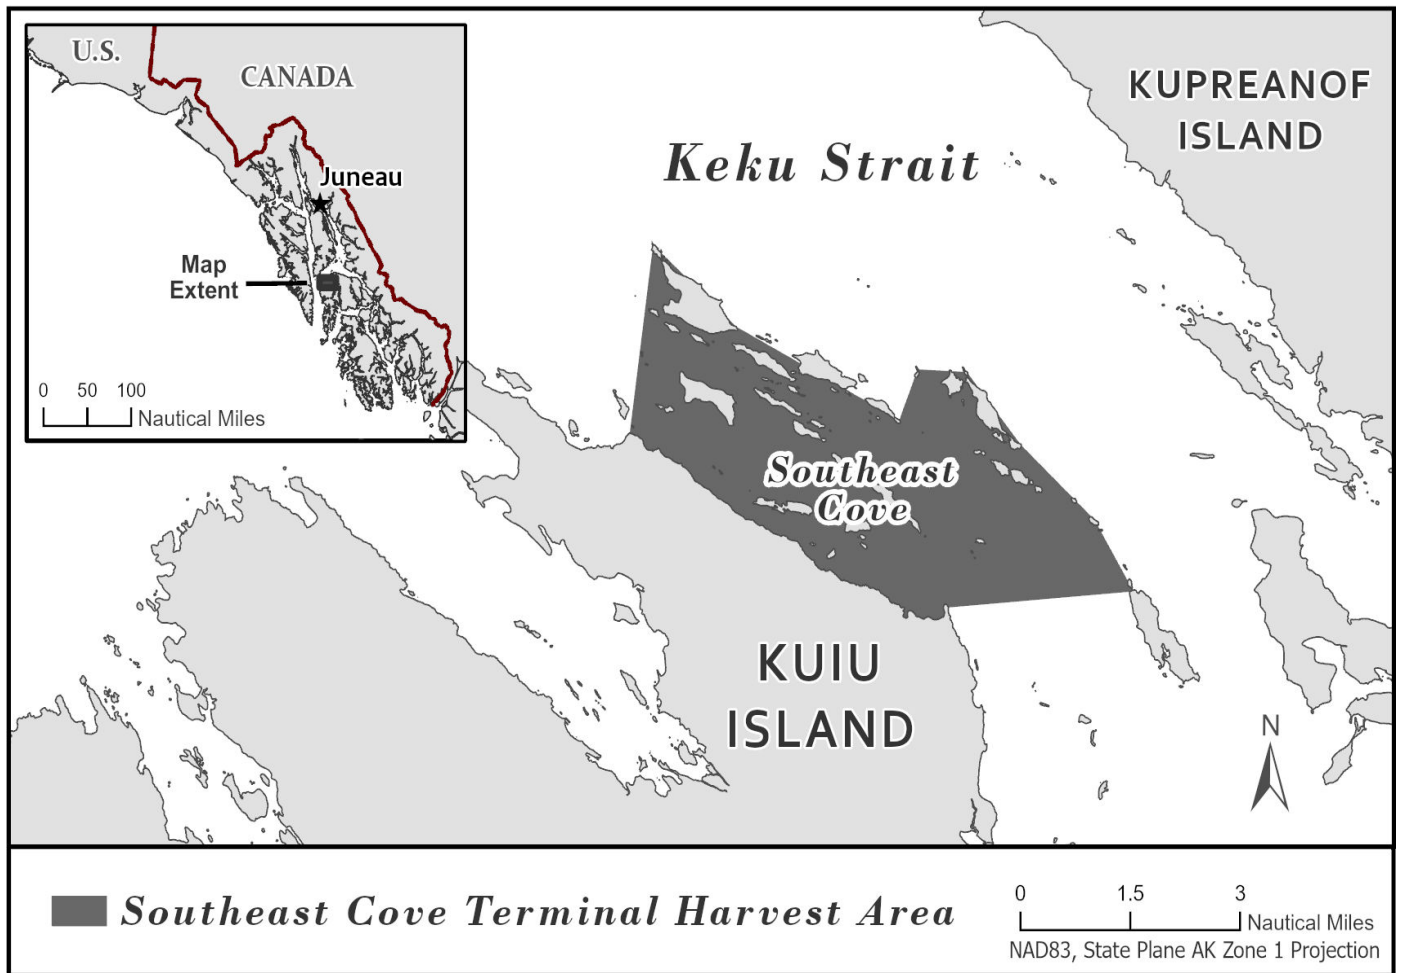 U.S.
CANADA
Juneau
Map
Extent
0 50 100
Nautical Miles
KUPREANOF
ISLAND
Keku Strait
Southeast
Cove
KUIU
ISLAND
N
Southeast Cove Terminal Harvest Area
0 1.5 3
Nautical Miles
NAD83, State Plane AK Zone 1 Projection